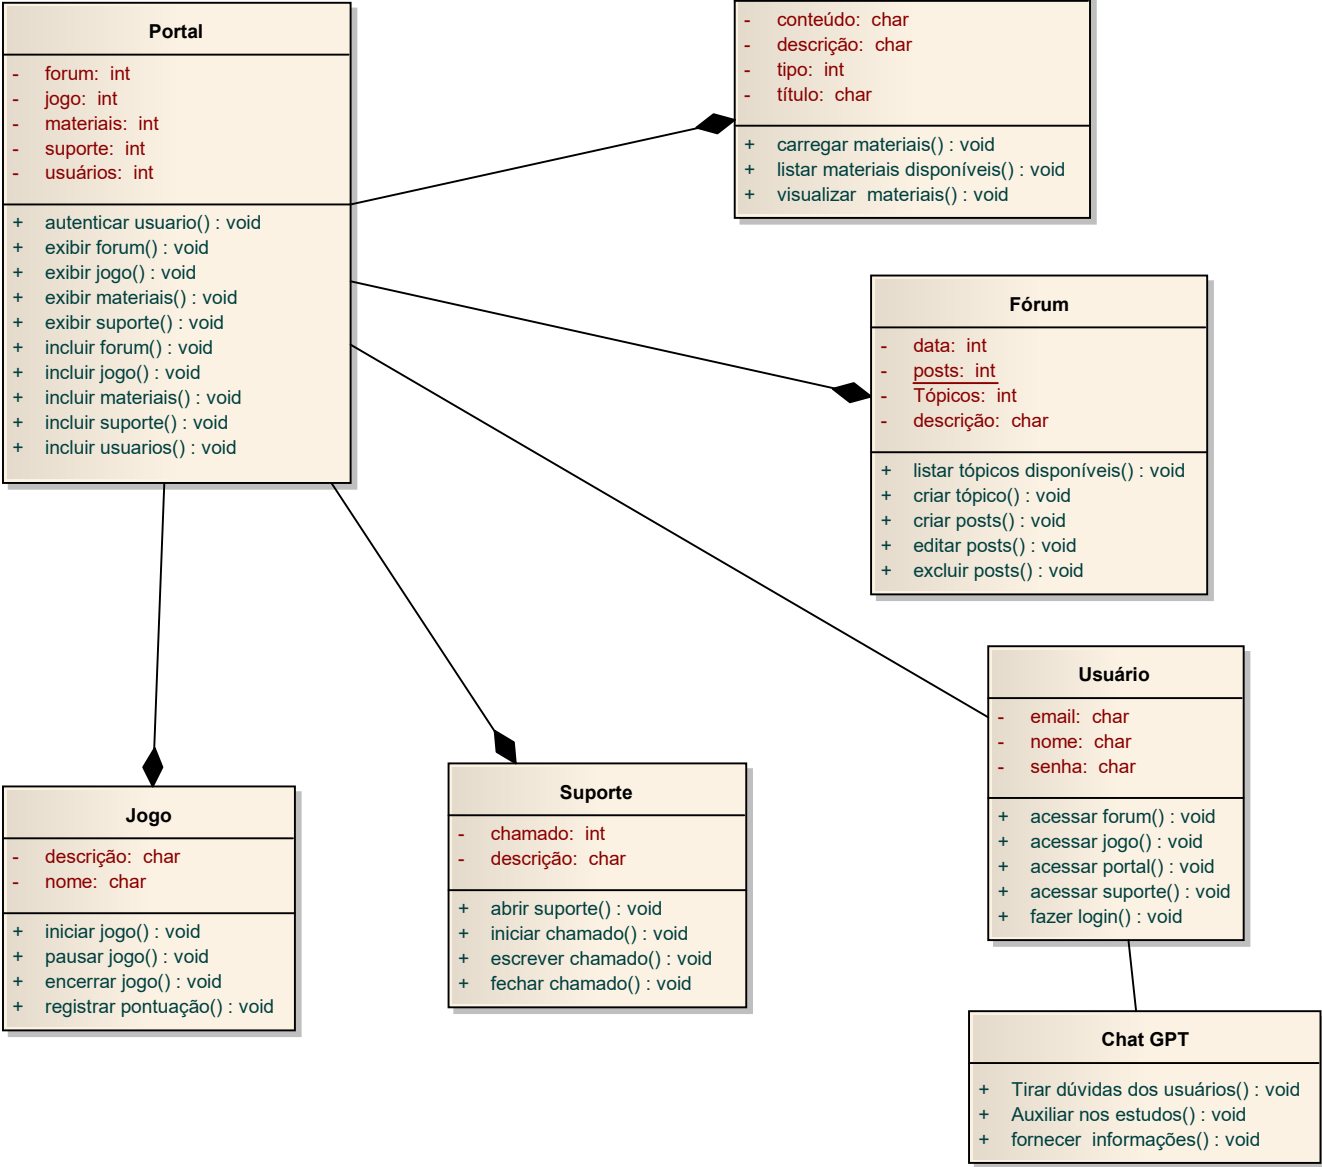 Portal
- forum: int
- jogo: int
- materiais: int
- suporte: int
- usuários: int
+ autenticar usuario() : void
+ exibir forum() : void
+ exibir jogo() : void
+ exibir materiais() : void
+ exibir suporte() : void
+ incluir forum() : void
+ incluir jogo() : void
+ incluir materiais() : void
+ incluir suporte() : void
+ incluir usuarios() : void
- conteúdo: char
- descrição: char
- tipo: int
- título: char
+ carregar materiais() : void
+ listar materiais disponíveis() : void
+ visualizar materiais() : void
Fórum
- data: int
- posts: int
- Tópicos: int
- descrição: char
+ listar tópicos disponíveis() : void
+ criar tópico() : void
+ criar posts() : void
+ editar posts() : void
+ excluir posts() : void
Usuário
- email: char
- nome: char
- senha: char
+ acessar forum() : void
+ acessar jogo() : void
+ acessar portal() : void
+ acessar suporte() : void
+ fazer login() : void
Jogo
- descrição: char
- nome: char
+ iniciar jogo() : void
+ pausar jogo() : void
+ encerrar jogo() : void
+ registrar pontuação() : void
Suporte
- chamado: int
- descrição: char
+ abrir suporte() : void
+ iniciar chamado() : void
+ escrever chamado() : void
+ fechar chamado() : void
Chat GPT
+ Tirar dúvidas dos usuários() : void
+ Auxiliar nos estudos() : void
+ fornecer informações() : void